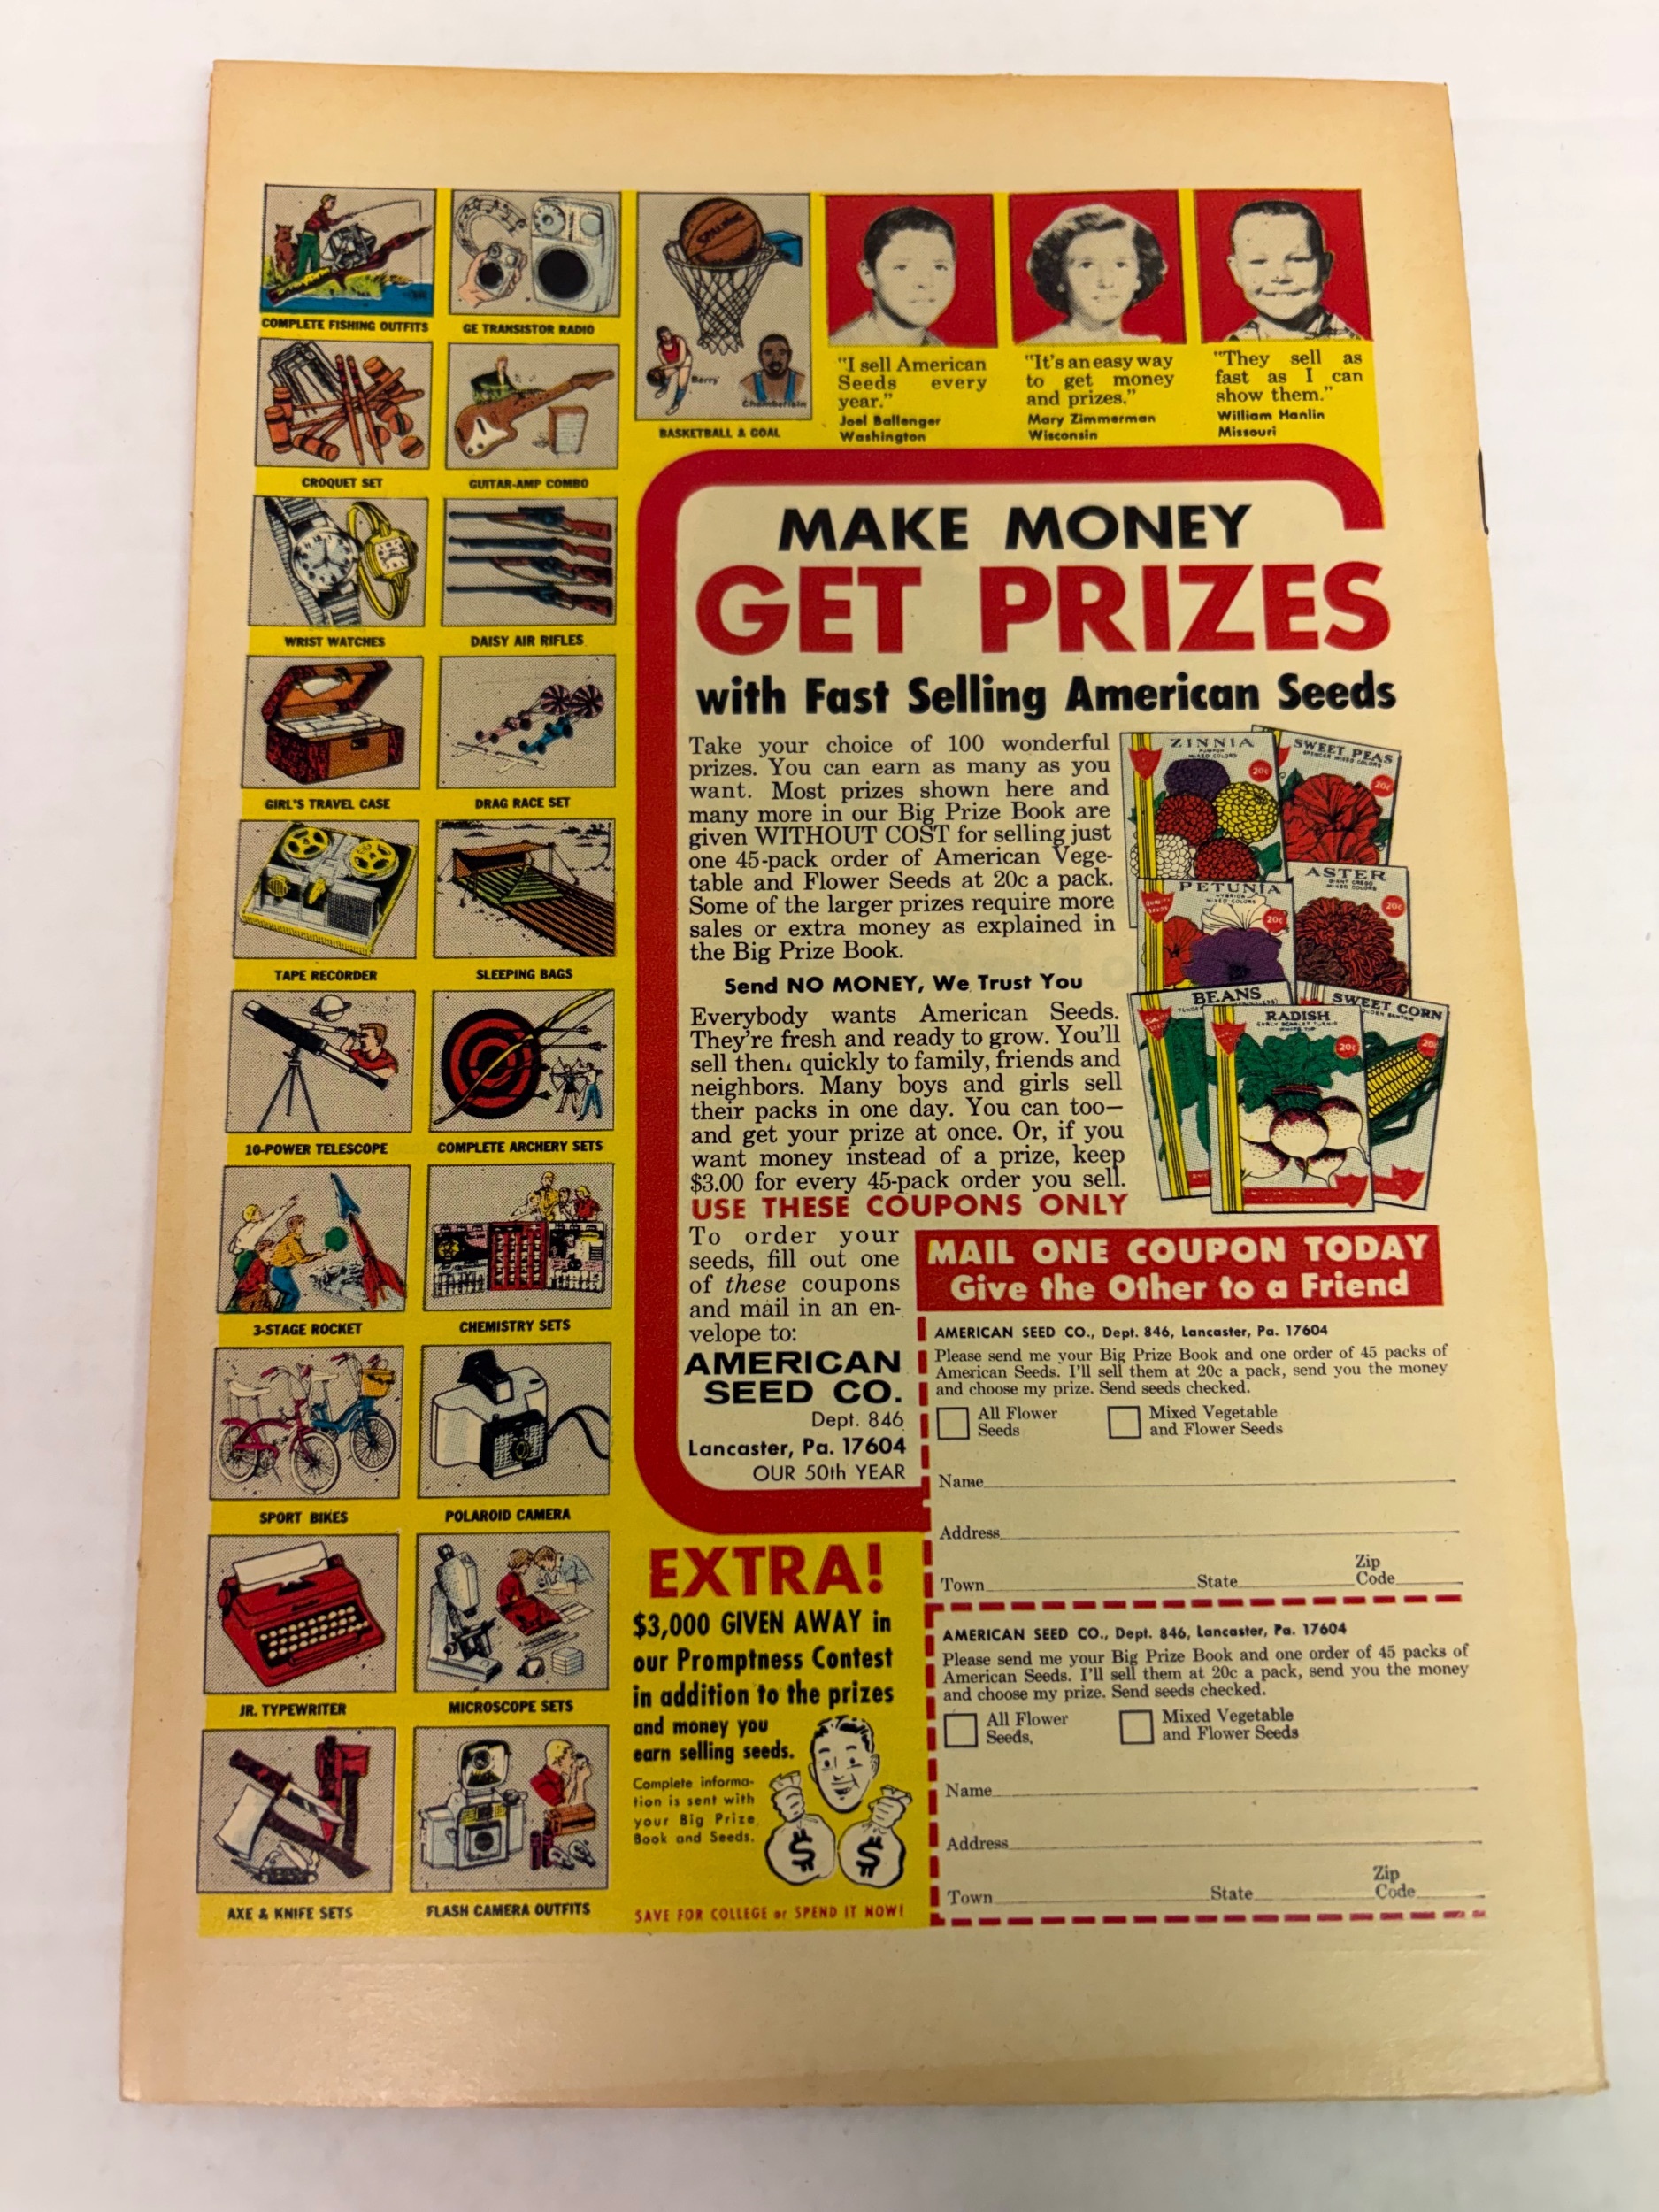 COMPLETE FISHING OUTFITS
GE TRANSISTOR RADIO
SPALDING
Barry
Chamberlain
BASKETBALL & GOAL
"I sell American
Seeds every
year."
Joel Ballenger
Washington
"It's an easy way
to get money
and prizes."
Mary Zimmerman
Wisconsin
"They sell as
fast as I can
show them."
William Hanlin
Missouri
CROQUET SET
GUITAR-AMP COMBO
WRIST WATCHES
DAISY AIR RIFLES
GIRL'S TRAVEL CASE
DRAG RACE SET
TAPE RECORDER
SLEEPING BAGS
10-POWER TELESCOPE
COMPLETE ARCHERY SETS
3-STAGE ROCKET
CHEMISTRY SETS
SPORT BIKES
POLAROID CAMERA
JR. TYPEWRITER
MICROSCOPE SETS
AXE & KNIFE SETS
FLASH CAMERA OUTFITS
MAKE MONEY
GET PRIZES
with Fast Selling American Seeds
Take your choice of 100 wonderful
prizes. You can earn as many as you
want. Most prizes shown here and
many more in our Big Prize Book are
given WITHOUT COST for selling just
one 45-pack order of American Vege-
table and Flower Seeds at 20c a pack.
Some of the larger prizes require more
sales or extra money as explained in
the Big Prize Book.
Send NO MONEY, We Trust You
Everybody wants American Seeds.
They're fresh and ready to grow. You'll
sell them quickly to family, friends and
neighbors. Many boys and girls sell
their packs in one day. You can too—
and get your prize at once. Or, if you
want money instead of a prize, keep
$3.00 for every 45-pack order you sell.
USE THESE COUPONS ONLY
To order your
seeds, fill out one
of these coupons
and mail in an en-
velope to:
AMERICAN
SEED CO.
Dept. 846
Lancaster, Pa. 17604
OUR 50th YEAR
ZINNIA
MIXED COLORS
20¢
SWEET PEAS
MIXED COLORS
20¢
PETUNIA
MIXED COLORS
20¢
ASTER
MIXED COLORS
20¢
BEANS
RADISH
20¢
SWEET CORN
20¢
MAIL ONE COUPON TODAY
Give the Other to a Friend
AMERICAN SEED CO., Dept. 846, Lancaster, Pa. 17604
Please send me your Big Prize Book and one order of 45 packs of
American Seeds. I'll sell them at 20c a pack, send you the money
and choose my prize. Send seeds checked.
All Flower
Seeds
Mixed Vegetable
and Flower Seeds
Name
Address
Town State Zip Code
AMERICAN SEED CO., Dept. 846, Lancaster, Pa. 17604
Please send me your Big Prize Book and one order of 45 packs of
American Seeds. I'll sell them at 20c a pack, send you the money
and choose my prize. Send seeds checked.
All Flower
Seeds.
Mixed Vegetable
and Flower Seeds
Name
Address
Town State Zip Code
EXTRA!
$3,000 GIVEN AWAY in
our Promptness Contest
in addition to the prizes
and money you
earn selling seeds.
Complete informa-
tion is sent with
your Big Prize
Book and Seeds.
$ $
SAVE FOR COLLEGE or SPEND IT NOW!